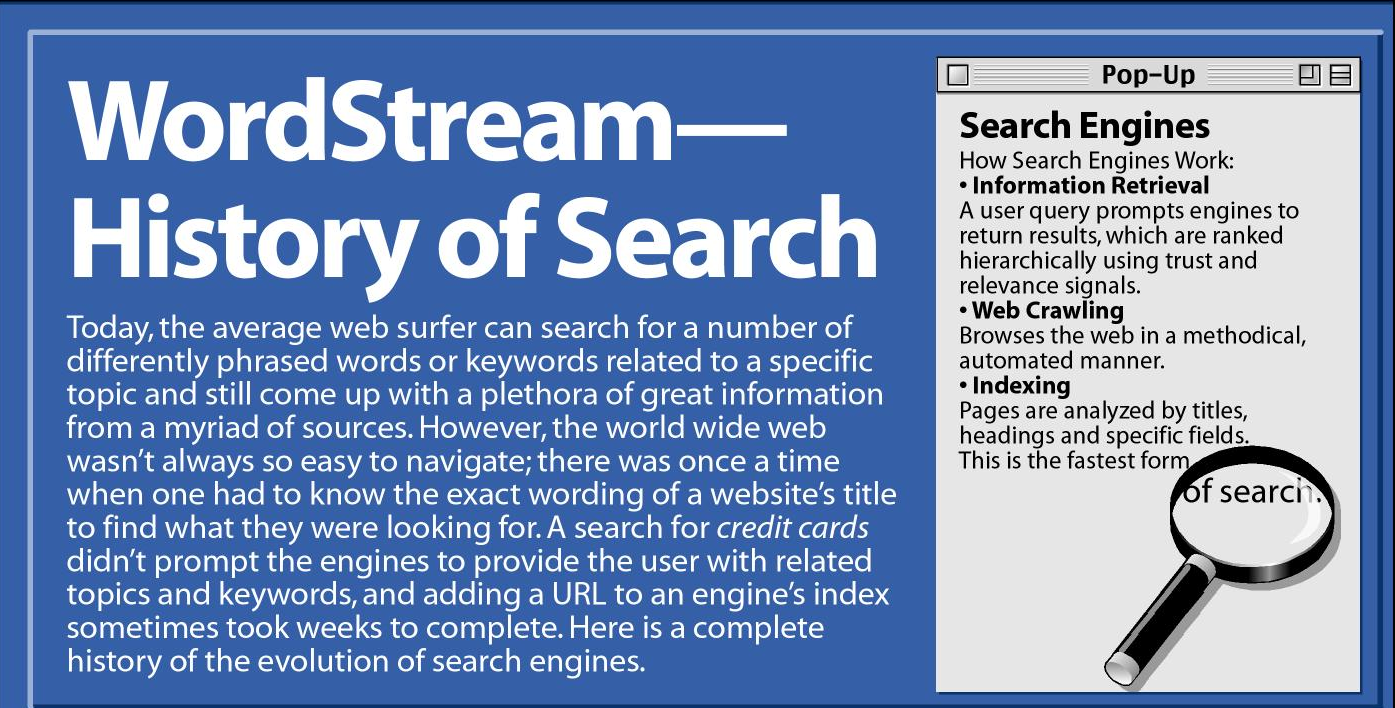 WordStream—
History of Search
Today, the average web surfer can search for a number of
differently phrased words or keywords related to a specific
topic and still come up with a plethora of great information
from a myriad of sources. However, the world wide web
wasn't always so easy to navigate; there was once a time
when one had to know the exact wording of a website's title
to find what they were looking for. A search for credit cards
didn't prompt the engines to provide the user with related
topics and keywords, and adding a URL to an engine's index
sometimes took weeks to complete. Here is a complete
history of the evolution of search engines.
Pop-Up
Search Engines
How Search Engines Work:
• Information Retrieval
A user query prompts engines to
return results, which are ranked
hierarchically using trust and
relevance signals.
• Web Crawling
Browses the web in a methodical,
automated manner.
• Indexing
Pages are analyzed by titles,
headings and specific fields.
This is the fastest form
of search.